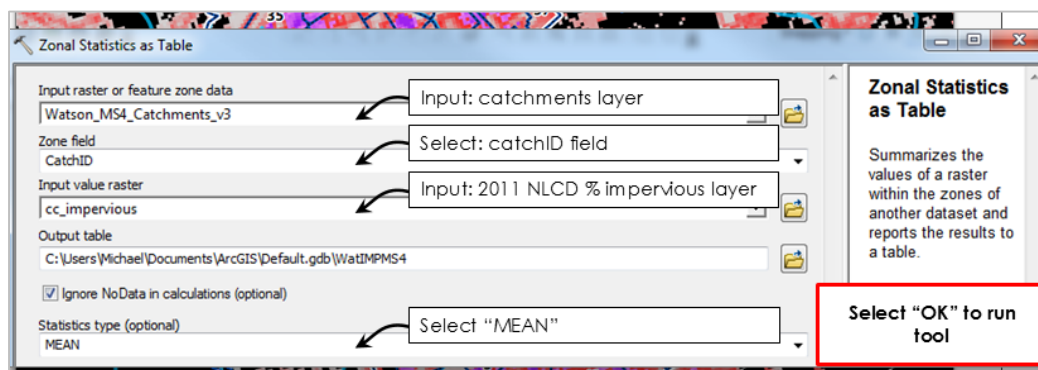 35
Zonal Statistics as Table
Input raster or feature zone data
Watson_MS4_Catchments_v3
Input: catchments layer
Zone field
CatchID
Select: catchID field
Input value raster
cc_impervious
Input: 2011 NLCD % impervious layer
Output table
C:\Users\Michael\Documents\ArcGIS\Default.gdb\WatIMPMS4
Ignore NoData in calculations (optional)
Statistics type (optional)
MEAN
Select “MEAN”
Zonal Statistics
as Table
Summarizes the
values of a raster
within the zones of
another dataset and
reports the results to
a table.
Select “OK” to run
tool